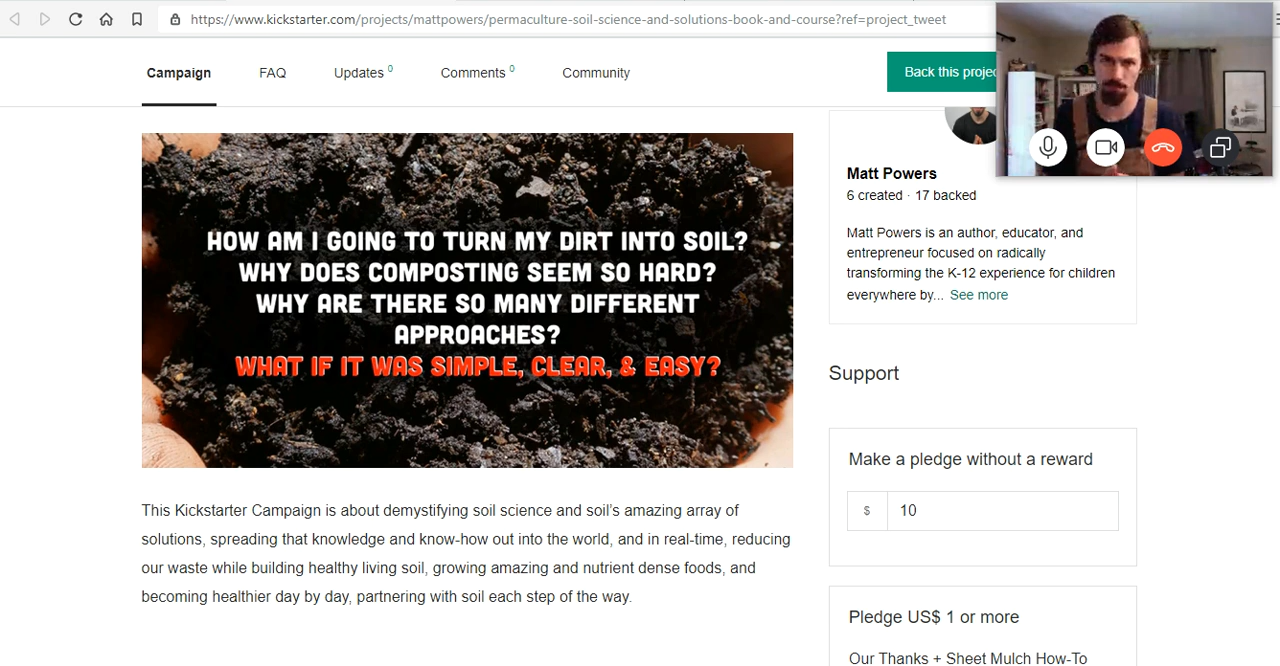 https://www.kickstarter.com/projects/mattpowers/permaculture-soil-science-and-solutions-book-and-course?ref=project_tweet
Campaign
FAQ
Updates 0
Comments 0
Community
Back this projec
HOW AM I GOING TO TURN MY DIRT INTO SOIL?
WHY DOES COMPOSTING SEEM SO HARD?
WHY ARE THERE SO MANY DIFFERENT
APPROACHES?
WHAT IF IT WAS SIMPLE, CLEAR, & EASY?
This Kickstarter Campaign is about demystifying soil science and soil's amazing array of
solutions, spreading that knowledge and know-how out into the world, and in real-time, reducing
our waste while building healthy living soil, growing amazing and nutrient dense foods, and
becoming healthier day by day, partnering with soil each step of the way.
Matt Powers
6 created · 17 backed
Matt Powers is an author, educator, and
entrepreneur focused on radically
transforming the K-12 experience for children
everywhere by... See more
Support
Make a pledge without a reward
$ 10
Pledge US$ 1 or more
Our Thanks + Sheet Mulch How-To